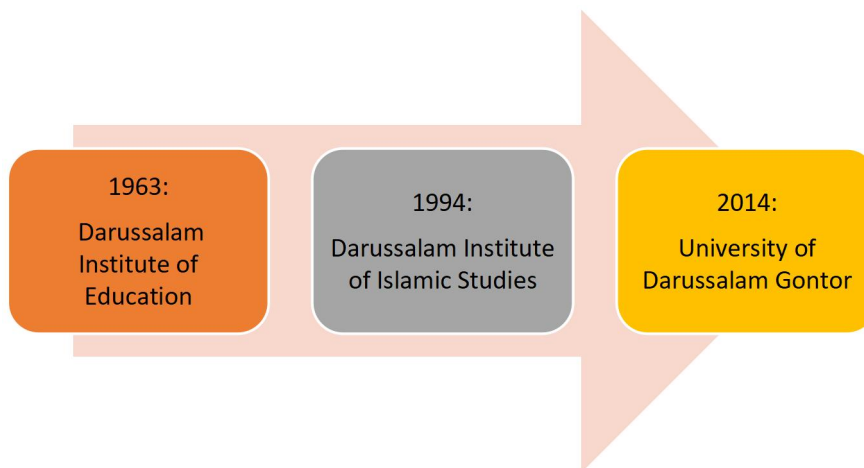 1963:
Darussalam
Institute of
Education
1994:
Darussalam Institute
of Islamic Studies
2014:
University of
Darussalam Gontor